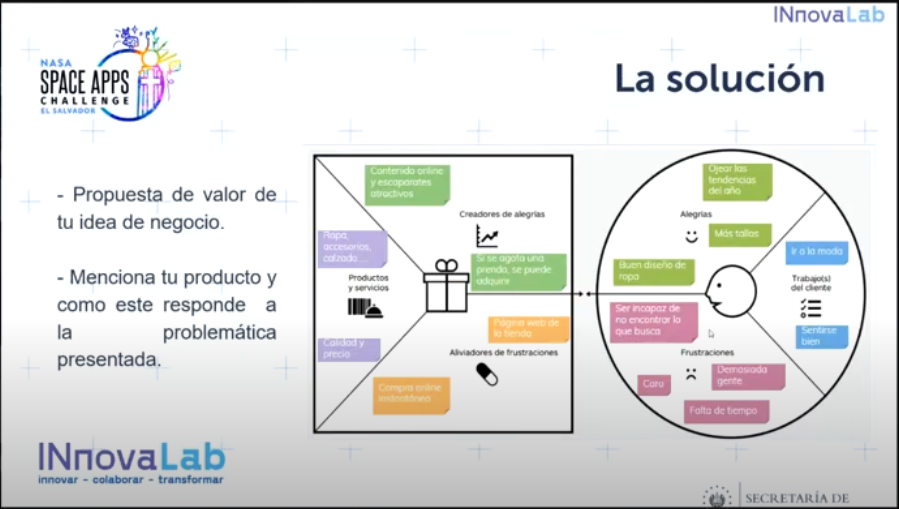 INnovaLab
NASA
SPACE APPS
CHALLENGE
EL SALVADOR
La solución
- Propuesta de valor de
tu idea de negocio.
- Menciona tu producto y
como este responde a
la problemática
presentada.
Contenido online
y escaparates
atractivos
Creadores de alegrías
Ropa,
accesorios,
calzado....
Si se agota una
prenda, se puede
adquirir
Productos
y servicios
Página web de
la tienda
Calidad y
precio
Aliviadores de frustraciones
Compra online
instantánea
Ojear las
tendencias
del año
Alegrías
Más tallas
Buen diseño de
ropa
Ir a la moda
Trabajo(s)
del cliente
Ser incapaz de
no encontrar lo
que busca
Sentirse
bien
Frustraciones
Caro
Demasiada
gente
Falta de tiempo
INnovaLab
innovar - colaborar - transformar
SECRETARÍA DE